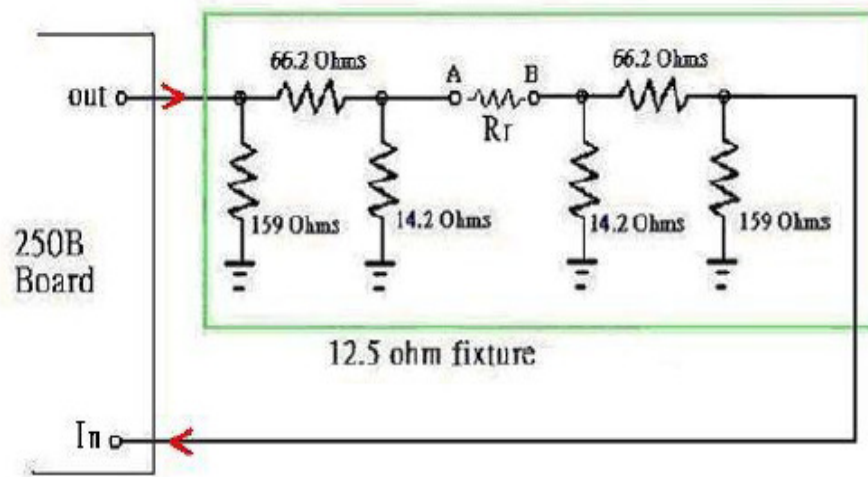 66.2 Ohms
66.2 Ohms
A
B
out
Rr
159 Ohms
14.2 Ohms
14.2 Ohms
159 Ohms
250B
Board
12.5 ohm fixture
In